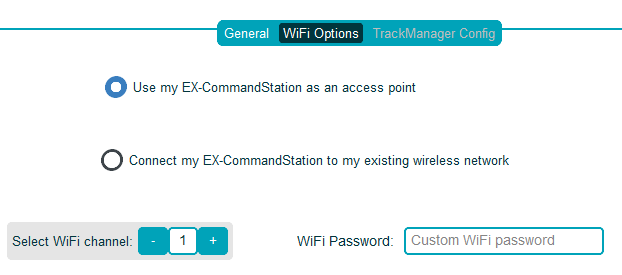 General WiFi Options TrackManager Config
Use my EX-CommandStation as an access point
Connect my EX-CommandStation to my existing wireless network
Select WiFi channel: - 1 + WiFi Password: Custom WiFi password